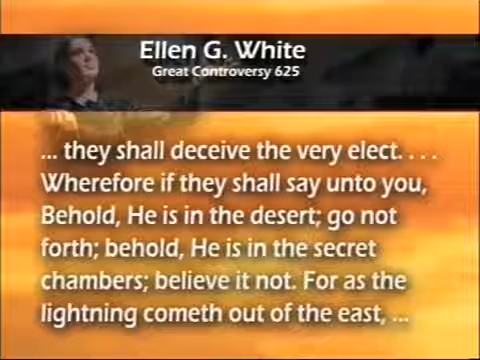 Ellen G. White
Great Controversy 625
... they shall deceive the very elect. . . .
Wherefore if they shall say unto you,
Behold, He is in the desert; go not
forth; behold, He is in the secret
chambers; believe it not. For as the
lightning cometh out of the east, ...